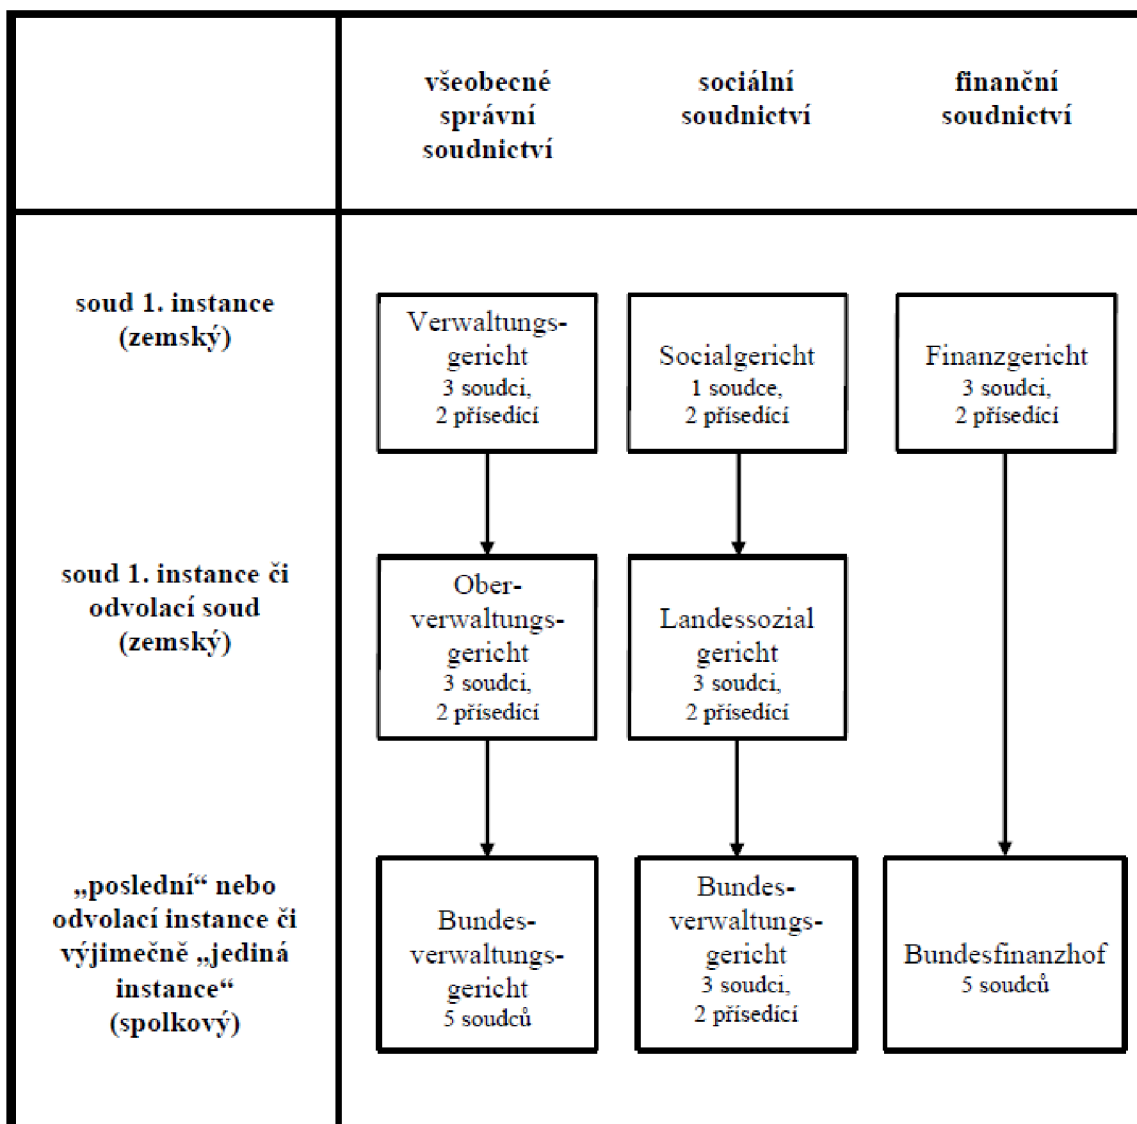 všeobecné
správní
soudnictví
sociální
soudnictví
finanční
soudnictví
soud 1. instance
(zemský)
Verwaltungs-
gericht
3 soudci,
2 přísedící
Socialgericht
1 soudce,
2 přísedící
Finanzgericht
3 soudci,
2 přísedící
soud 1. instance či
odvolací soud
(zemský)
Ober-
verwaltungs-
gericht
3 soudci,
2 přísedící
Landessozial
gericht
3 soudci,
2 přísedící
„poslední“ nebo
odvolací instance či
výjimečně „jediná
instance“
(spolkový)
Bundes-
verwaltungs-
gericht
5 soudců
Bundes-
verwaltungs-
gericht
3 soudci,
2 přísedící
Bundesfinanzhof
5 soudců